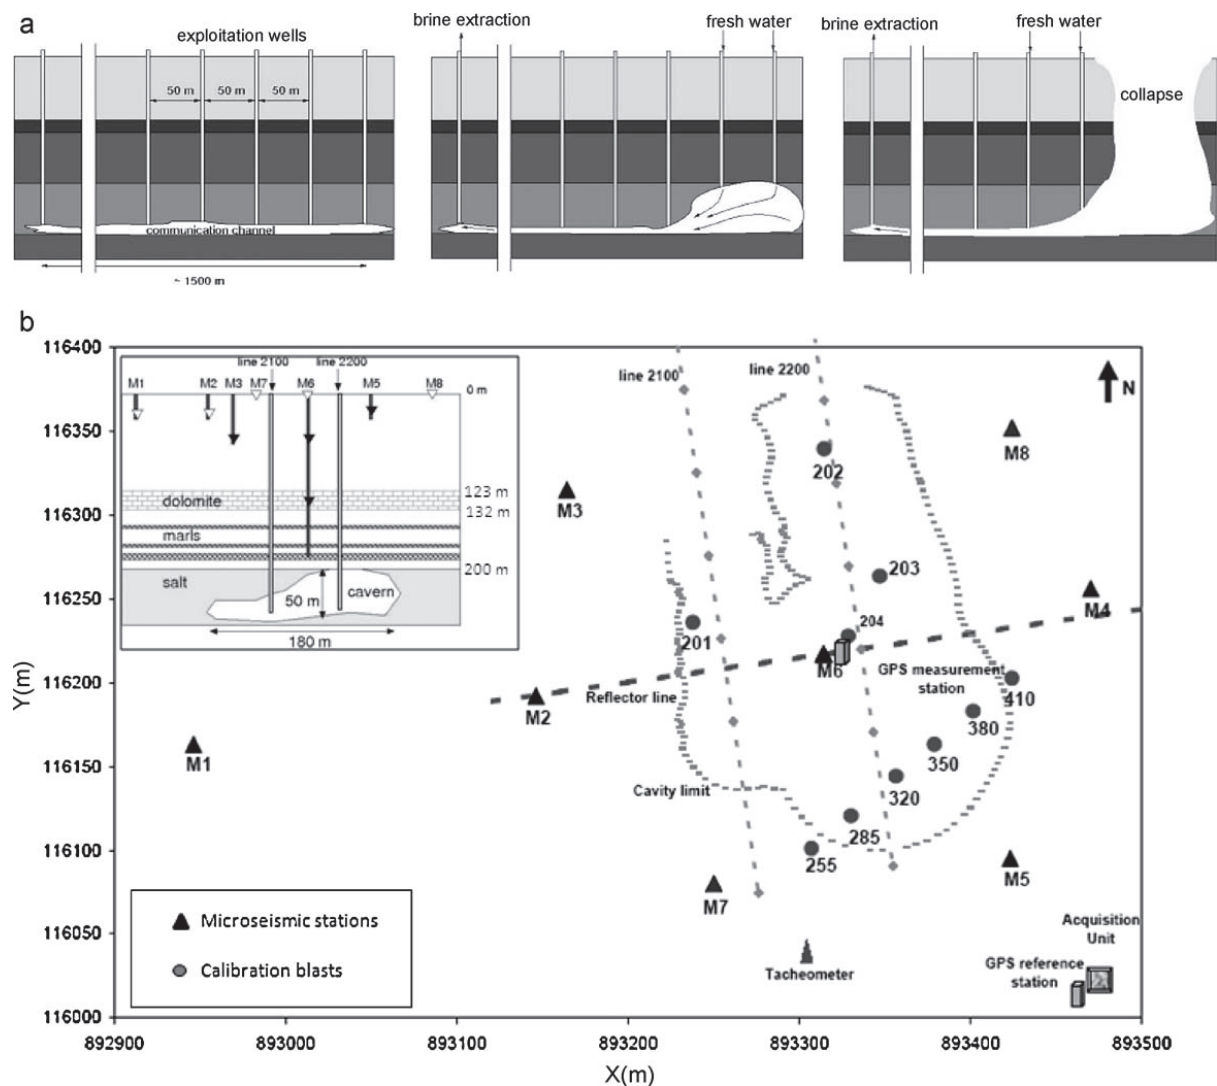 a
exploitation wells
50 m
50 m
50 m
communication channel
~ 1500 m
brine extraction
fresh water
brine extraction
fresh water
collapse
b
116400
116350
116300
116250
116200
116150
116100
116050
116000
Y(m)
892900
893000
893100
893200
893300
893400
893500
X(m)
line 2100
line 2200
M1
M2
M3
M7
M6
M5
M8
0 m
dolomite
123 m
132 m
marls
200 m
salt
50 m
cavern
180 m
line 2100
line 2200
N
M8
202
M3
203
M4
201
204
M6
GPS measurement
station
410
Reflector line
M2
380
M1
350
Cavity limit
320
285
255
M5
M7
Tacheometer
Acquisition
Unit
GPS reference
station
Microseismic stations
Calibration blasts